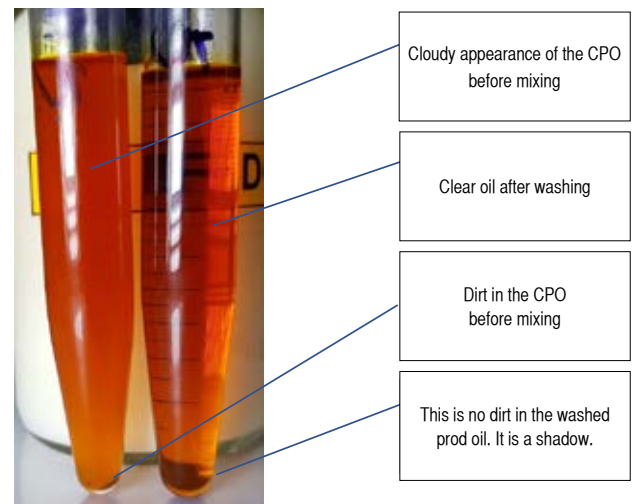 Cloudy appearance of the CPO
before mixing
Clear oil after washing
D
Dirt in the CPO
before mixing
This is no dirt in the washed
prod oil. It is a shadow.